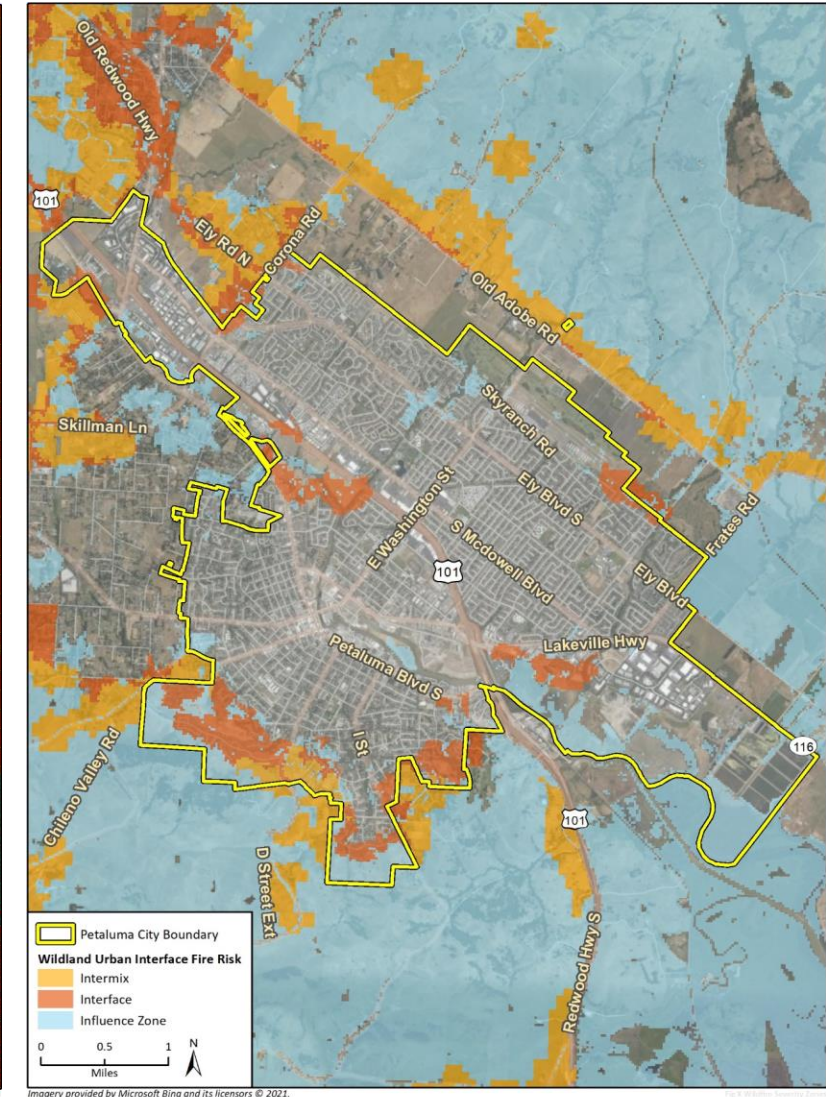 Old Redwood Hwy
101
Ely Rd N
Corona Rd
Old Adobe Rd
Skillman Ln
Skyranch Rd
Ely Blvd S
E Washington St
S Mcdowell Blvd
Frates Rd
101
Ely Blvd
Lakeville Hwy
Petaluma Blvd S
I St
116
Chileno Valley Rd
101
D Street Ext
Redwood Hwy S
Petaluma City Boundary
Wildland Urban Interface Fire Risk
Intermix
Interface
Influence Zone
0 0.5 1
Miles
N
Imagery provided by Microsoft Bing and its licensors © 2021.